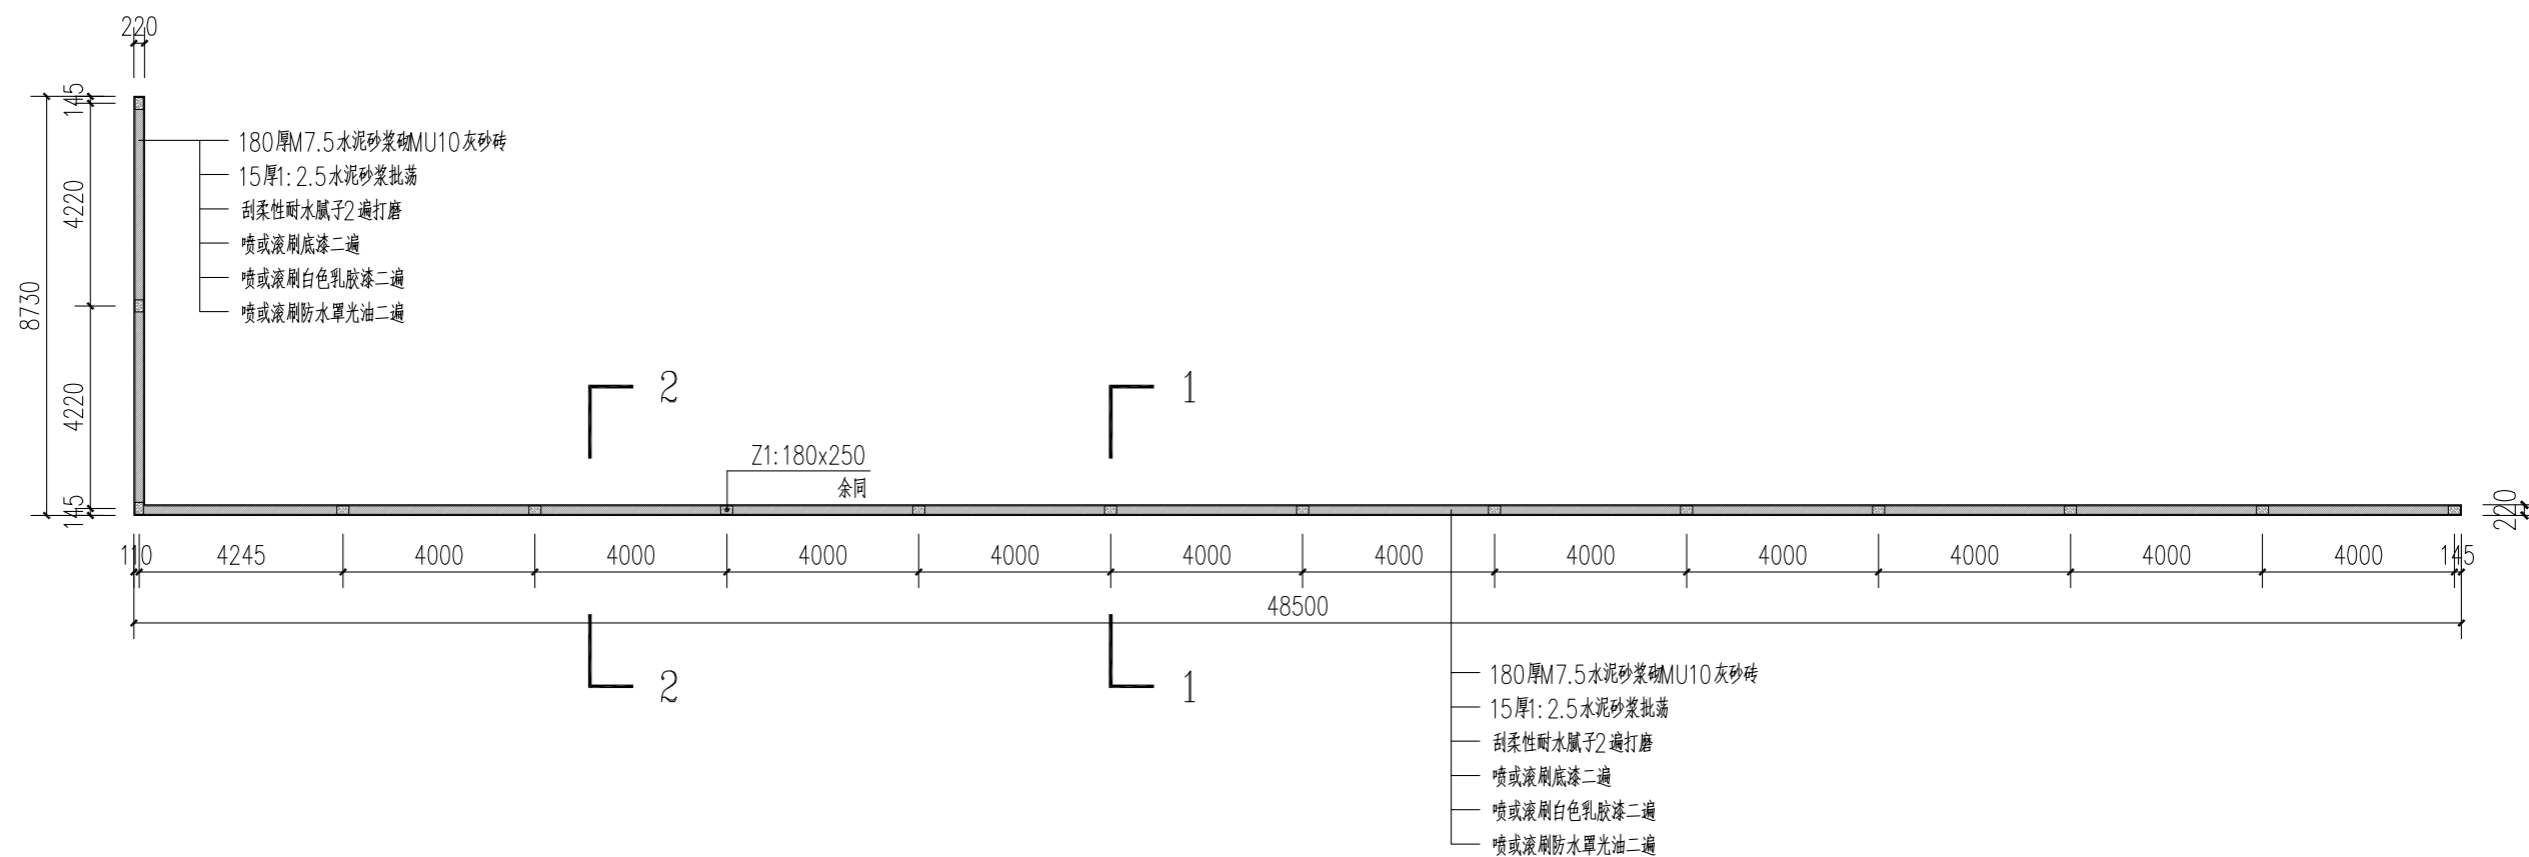 220
145
4220
8730
4220
145
180厚M7.5水泥砂浆砌MU10灰砂砖
15厚1:2.5水泥砂浆批荡
刮柔性耐水腻子2遍打磨
喷或滚刷底漆二遍
喷或滚刷白色乳胶漆二遍
喷或滚刷防水罩光油二遍
2
1
Z1:180x250
余同
220
110 4245 4000 4000 4000 4000 4000 4000 4000 4000 4000 4000 4000 145
48500
2
1
180厚M7.5水泥砂浆砌MU10灰砂砖
15厚1:2.5水泥砂浆批荡
刮柔性耐水腻子2遍打磨
喷或滚刷底漆二遍
喷或滚刷白色乳胶漆二遍
喷或滚刷防水罩光油二遍